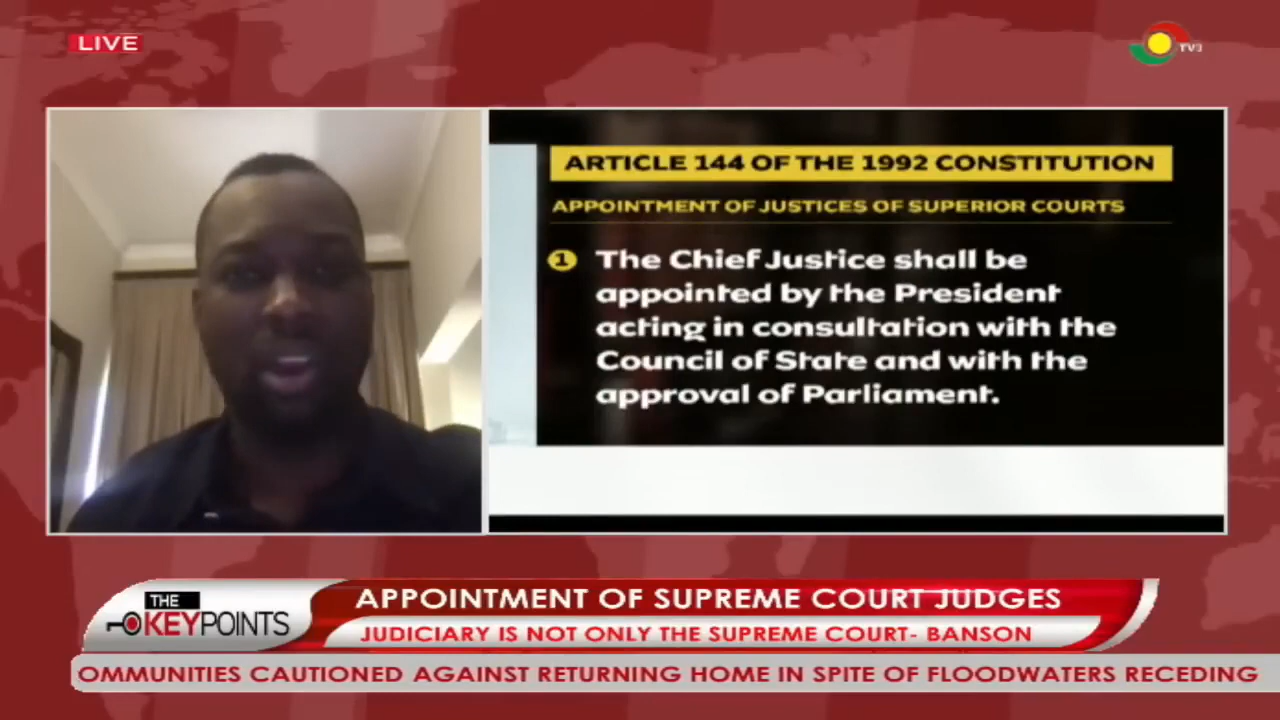 LIVE
TV3
ARTICLE 144 OF THE 1992 CONSTITUTION
APPOINTMENT OF JUSTICES OF SUPERIOR COURTS
1 The Chief Justice shall be
appointed by the President
acting in consultation with the
Council of State and with the
approval of Parliament.
THE
KEYPOINTS
APPOINTMENT OF SUPREME COURT JUDGES
JUDICIARY IS NOT ONLY THE SUPREME COURT- BANSON
OMMUNITIES CAUTIONED AGAINST RETURNING HOME IN SPITE OF FLOODWATERS RECEDING